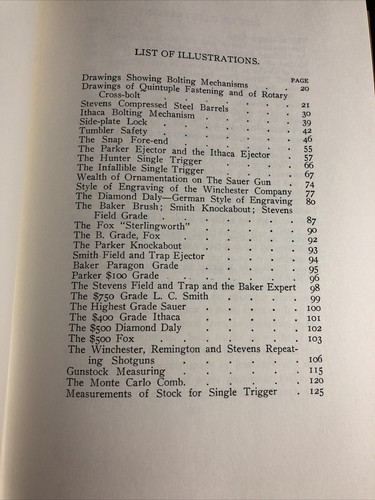 LIST OF ILLUSTRATIONS.
PAGE
Drawings Showing Bolting Mechanisms . . 20
Drawings of Quintuple Fastening and of Rotary
Cross-bolt . . . . . . 21
Stevens Compressed Steel Barrels . . . 30
Ithaca Bolting Mechanism . . . . 39
Side-plate Lock . . . . . . 42
Tumbler Safety . . . . . . 46
The Snap Fore-end . . . . . 55
The Parker Ejector and the Ithaca Ejector . 57
The Hunter Single Trigger . . . . 66
The Infallible Single Trigger . . . . 67
Wealth of Ornamentation on The Sauer Gun . 74
Style of Engraving of the Winchester Company 77
The Diamond Daly—German Style of Engraving 80
The Baker Brush; Smith Knockabout; Stevens
Field Grade . . . . . . 87
The Fox "Sterlingworth" . . . . 90
The B. Grade, Fox . . . . . 92
The Parker Knockabout . . . . 93
Smith Field and Trap Ejector . . . . 94
Baker Paragon Grade . . . . . 95
Parker $100 Grade . . . . . 96
The Stevens Field and Trap and the Baker Expert 98
The $750 Grade L. C. Smith . . . . 99
The Highest Grade Sauer . . . . 100
The $400 Grade Ithaca . . . . . 101
The $500 Diamond Daly . . . . 102
The $500 Fox . . . . . . 103
The Winchester, Remington and Stevens Repeat-
ing Shotguns . . . . . . 106
Gunstock Measuring . . . . . 115
The Monte Carlo Comb. . . . . 120
Measurements of Stock for Single Trigger . 125